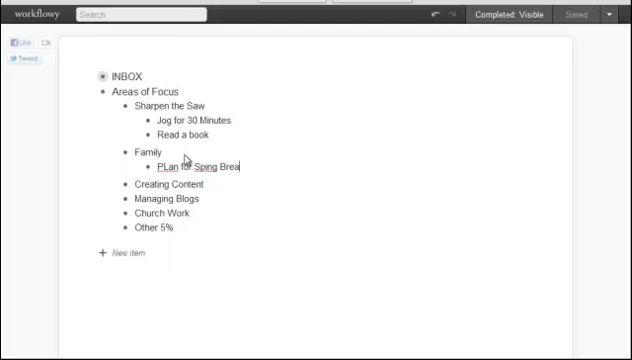 workflowy
Search
Completed: Visible
Saved
Like
12k
Tweet
INBOX
Areas of Focus
Sharpen the Saw
Jog for 30 Minutes
Read a book
Family
PLan for Sping Brea
Creating Content
Managing Blogs
Church Work
Other 5%
New item